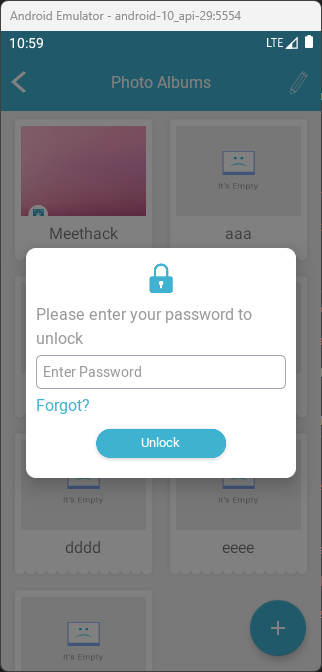 Android Emulator - android-10_api-29:5554
10:59
LTE
Photo Albums
It's Empty
Meethack
aaa
Please enter your password to
unlock
Enter Password
Forgot?
Unlock
It's Empty
It's Empty
dddd
eeee
It's Empty